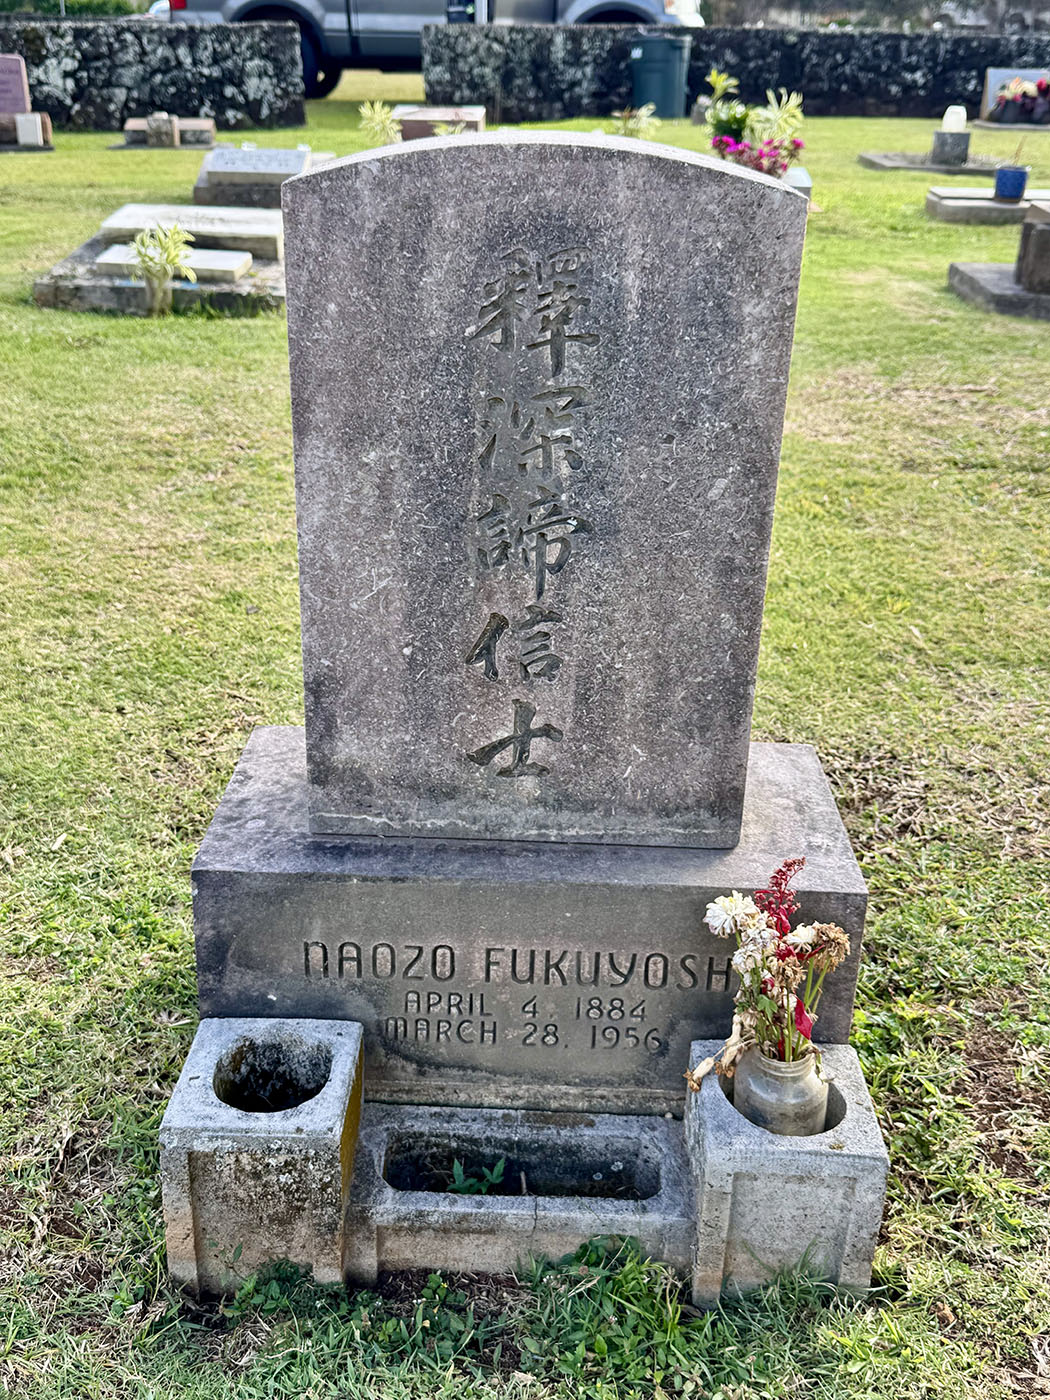 釋深諦信士
NAOZO FUKUYOSH
APRIL 4. 1884
MARCH 28. 1956